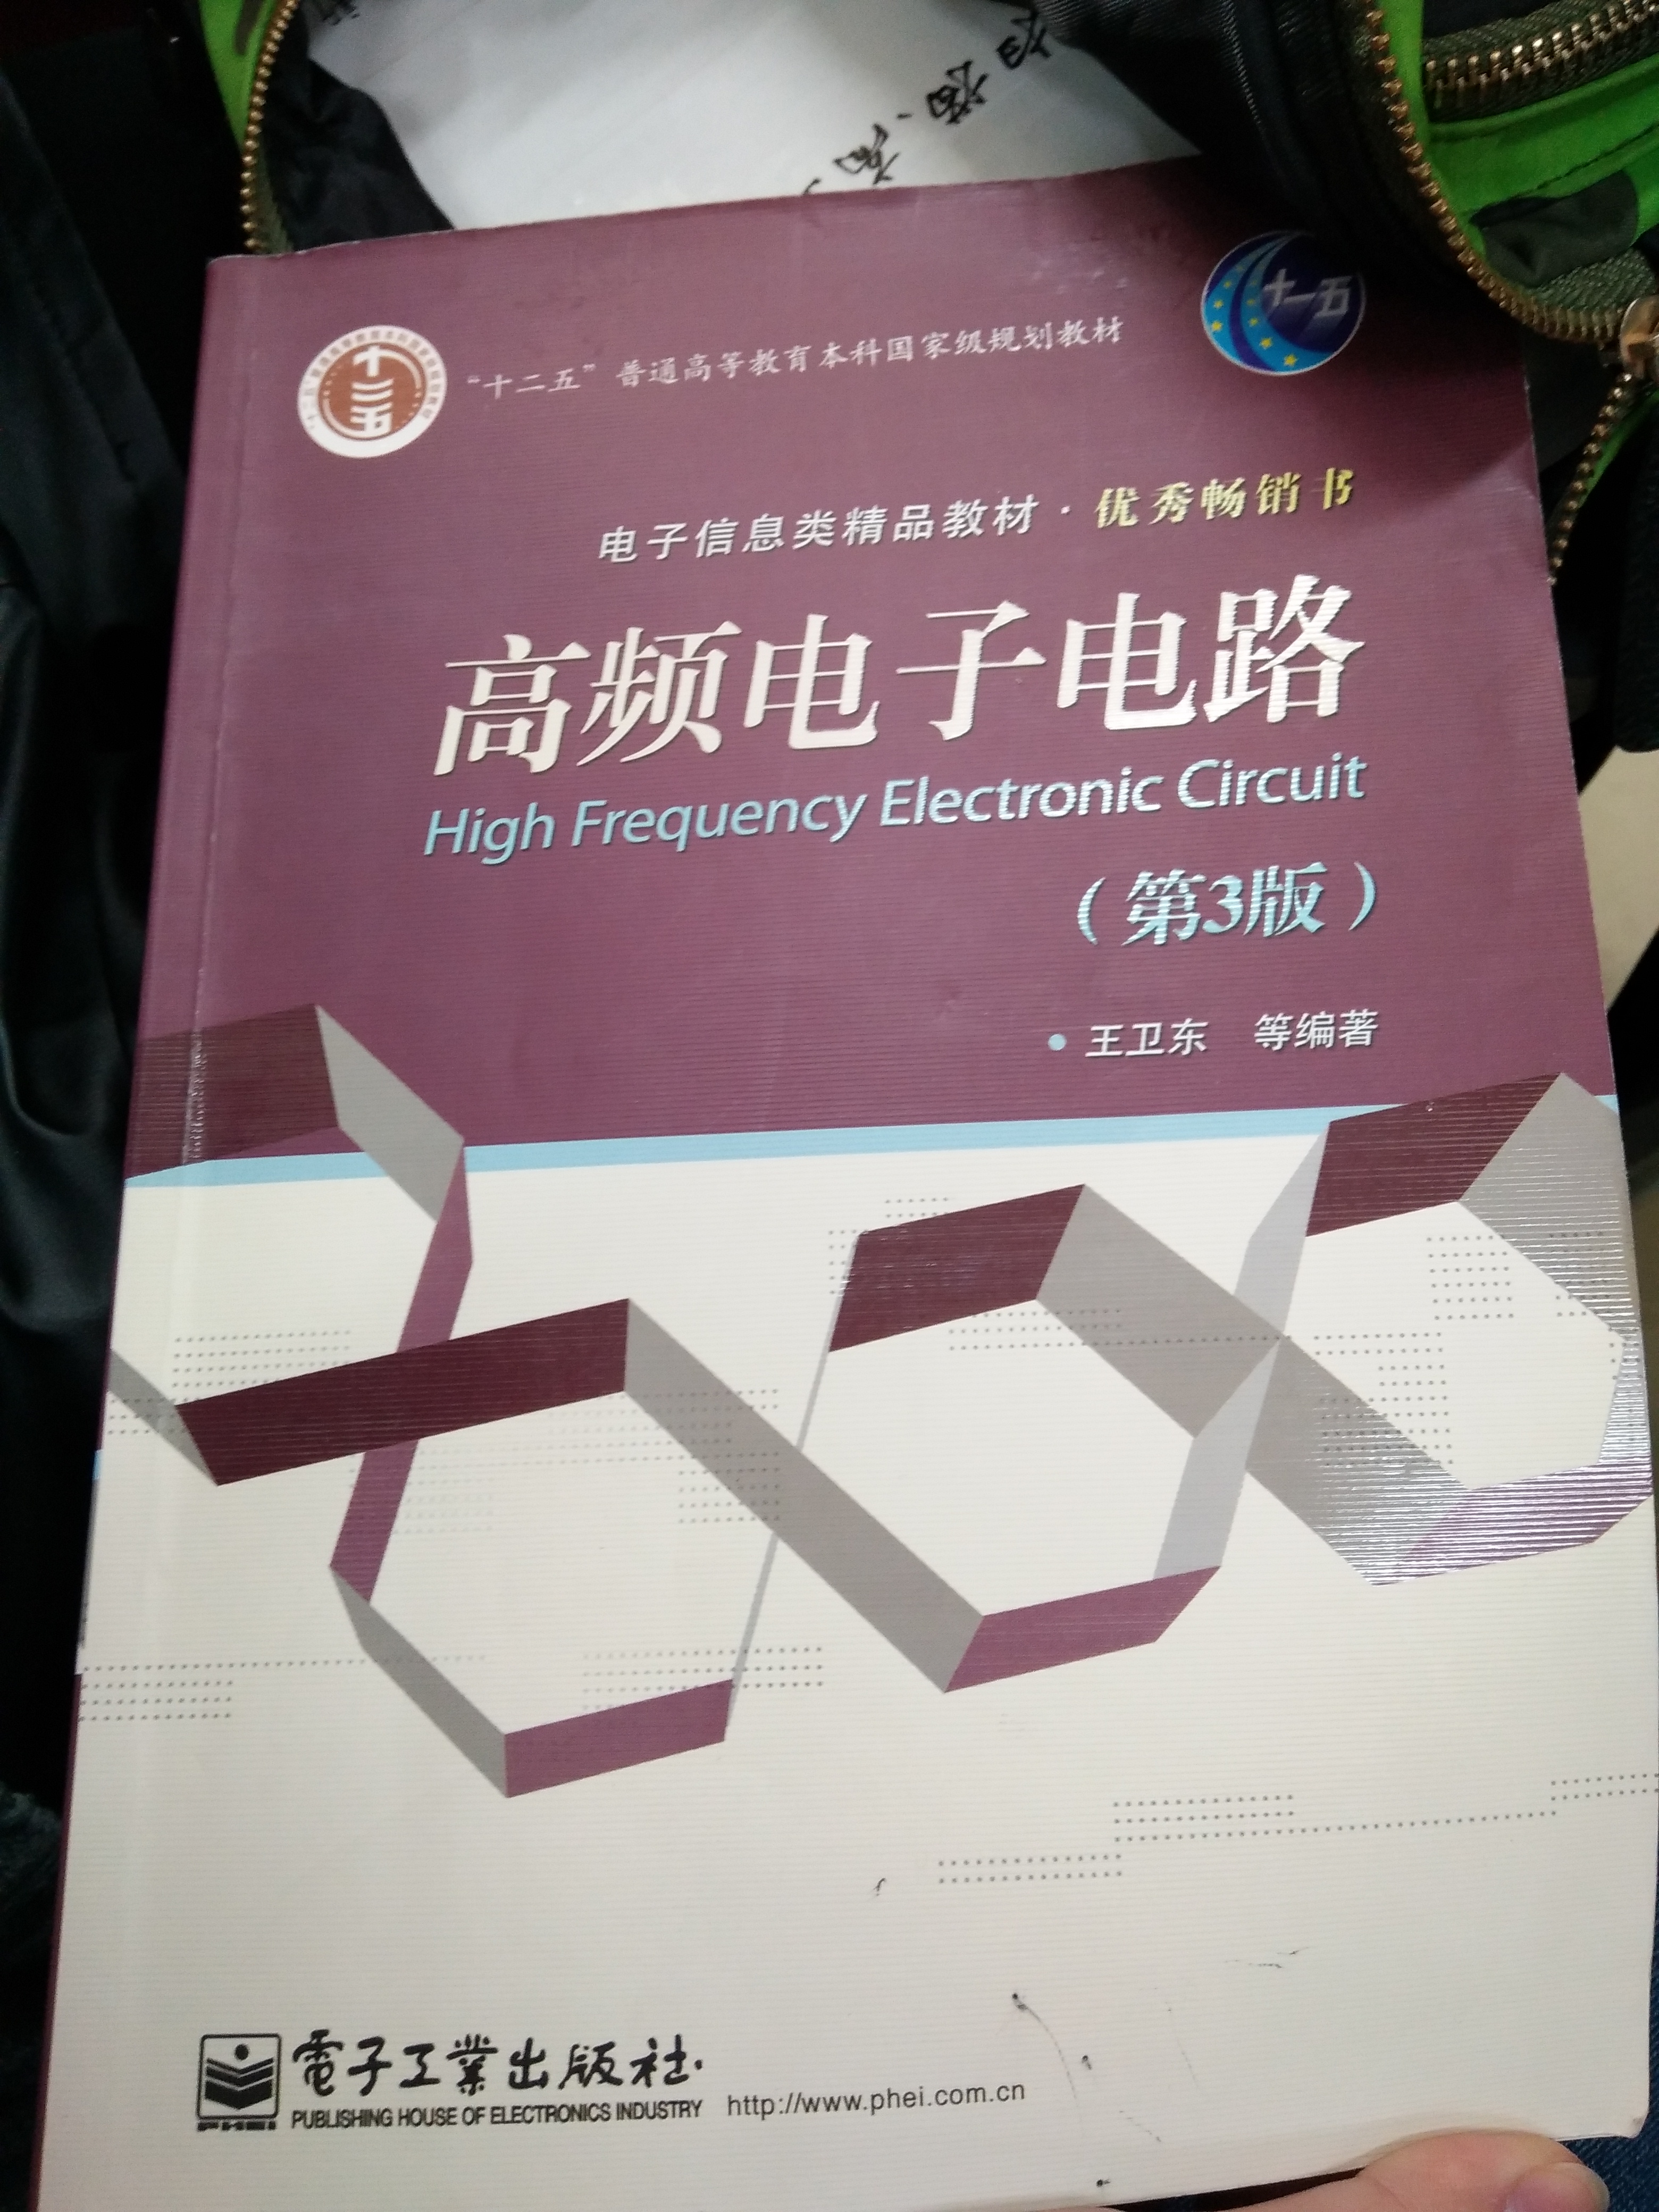 “十二五”普通高等教育本科国家级规划教材
十二五
十一五
电子信息类精品教材·优秀畅销书
高频电子电路
High Frequency Electronic Circuit
（第3版）
• 王卫东 等编著
電子工業出版社·
PUBLISHING HOUSE OF ELECTRONICS INDUSTRY http://www.phei.com.cn